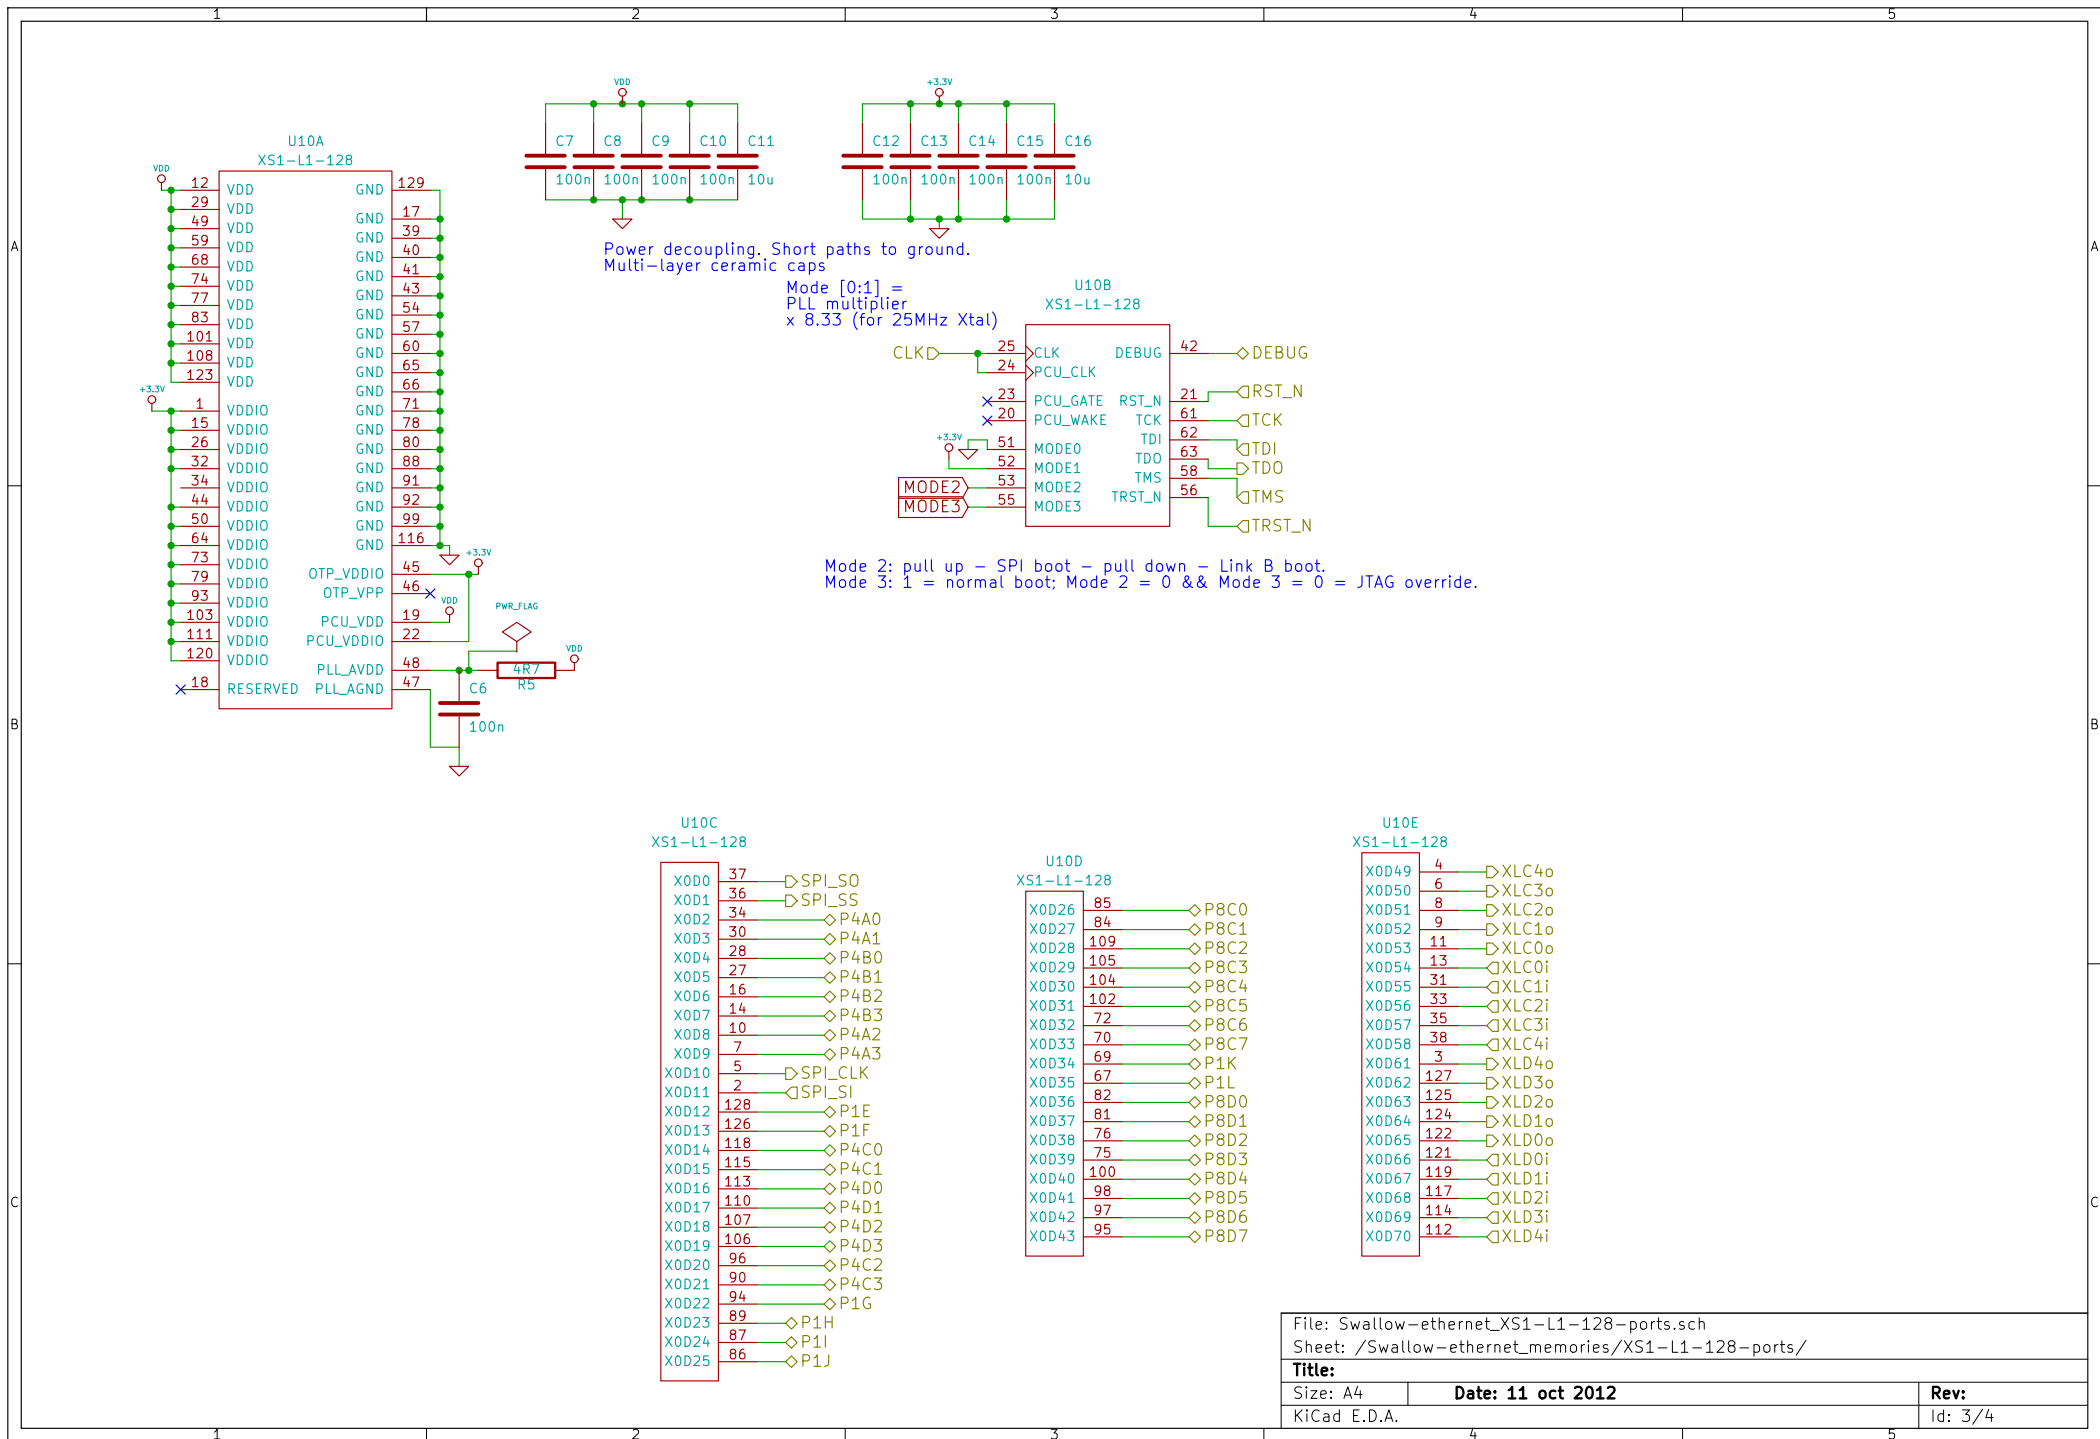 1 2 3 4 5
A
B
C
A
B
C
1 2 3 4 5
U10A
XS1-L1-128
VDD
+3.3V
12 VDD GND 129
29 VDD
49 VDD GND 17
59 VDD GND 39
68 VDD GND 40
74 VDD GND 41
77 VDD GND 43
83 VDD GND 54
101 VDD GND 57
108 VDD GND 60
123 VDD GND 65
GND 66
1 VDDIO GND 71
15 VDDIO GND 78
26 VDDIO GND 80
32 VDDIO GND 88
34 VDDIO GND 91
44 VDDIO GND 92
50 VDDIO GND 99
64 VDDIO GND 116
73 VDDIO OTP_VDDIO 45
79 VDDIO OTP_VPP 46
93 VDDIO
103 VDDIO PCU_VDD 19
111 VDDIO PCU_VDDIO 22
120 VDDIO
PLL_AVDD 48
18 RESERVED PLL_AGND 47
+3.3V
VDD
PWR_FLAG
4R7
R5
VDD
C6
100n
VDD
C7 C8 C9 C10 C11
100n 100n 100n 100n 10u
+3.3V
C12 C13 C14 C15 C16
100n 100n 100n 100n 10u
Power decoupling. Short paths to ground.
Multi-layer ceramic caps
Mode [0:1] =
PLL multiplier
x 8.33 (for 25MHz Xtal)
U10B
XS1-L1-128
CLK 25 CLK DEBUG 42 DEBUG
24 PCU_CLK
RST_N
23 PCU_GATE RST_N 21
20 PCU_WAKE TCK 61 TCK
+3.3V
TDI 62
51 MODE0 TDI
TDO 63
52 MODE1 TDO
TMS 58
MODE2 53 MODE2
TRST_N 56 TMS
MODE3 55 MODE3
TRST_N
Mode 2: pull up - SPI boot - pull down - Link B boot.
Mode 3: 1 = normal boot; Mode 2 = 0 && Mode 3 = 0 = JTAG override.
U10C
XS1-L1-128
X0D0 37 SPI_SO
X0D1 36 SPI_SS
X0D2 34 P4A0
X0D3 30 P4A1
X0D4 28 P4B0
X0D5 27 P4B1
X0D6 16 P4B2
X0D7 14 P4B3
X0D8 10 P4A2
X0D9 7 P4A3
X0D10 5 SPI_CLK
X0D11 2 SPI_SI
X0D12 128 P1E
X0D13 126 P1F
X0D14 118 P4C0
X0D15 115 P4C1
X0D16 113 P4D0
X0D17 110 P4D1
X0D18 107 P4D2
X0D19 106 P4D3
X0D20 96 P4C2
X0D21 90 P4C3
X0D22 94 P1G
X0D23 89 P1H
X0D24 87 P1I
X0D25 86 P1J
U10D
XS1-L1-128
X0D26 85 P8C0
X0D27 84 P8C1
X0D28 109 P8C2
X0D29 105 P8C3
X0D30 104 P8C4
X0D31 102 P8C5
X0D32 72 P8C6
X0D33 70 P8C7
X0D34 69 P1K
X0D35 67 P1L
X0D36 82 P8D0
X0D37 81 P8D1
X0D38 76 P8D2
X0D39 75 P8D3
X0D40 100 P8D4
X0D41 98 P8D5
X0D42 97 P8D6
X0D43 95 P8D7
U10E
XS1-L1-128
X0D49 4 XLC4o
X0D50 6 XLC3o
X0D51 8 XLC2o
X0D52 9 XLC1o
X0D53 11 XLC0o
X0D54 13 XLC0i
X0D55 31 XLC1i
X0D56 33 XLC2i
X0D57 35 XLC3i
X0D58 38 XLC4i
X0D61 3 XLD4o
X0D62 127 XLD3o
X0D63 125 XLD2o
X0D64 124 XLD1o
X0D65 122 XLD0o
X0D66 121 XLD0i
X0D67 119 XLD1i
X0D68 117 XLD2i
X0D69 114 XLD3i
X0D70 112 XLD4i
File: Swallow-ethernet_XS1-L1-128-ports.sch
Sheet: /Swallow-ethernet_memories/XS1-L1-128-ports/
Title:
Size: A4 Date: 11 oct 2012 Rev:
KiCad E.D.A. Id: 3/4